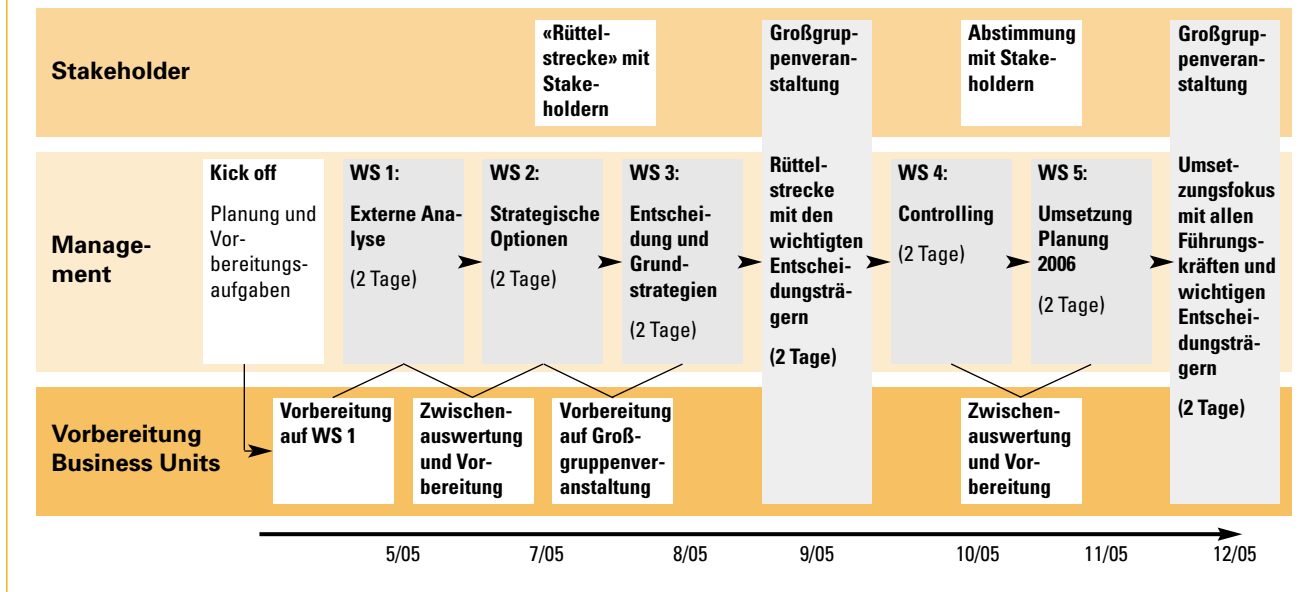 Stakeholder
«Rüttel-
strecke» mit
Stake-
holdern
Großgrup-
penveran-
staltung
Abstimmung
mit Stake-
holdern
Großgrup-
penveran-
staltung
Manage-
ment
Kick off
Planung und
Vor-
bereitungs-
aufgaben
WS 1:
Externe Ana-
lyse
(2 Tage)
WS 2:
Strategische
Optionen
(2 Tage)
WS 3:
Entschei-
dung und
Grund-
strategien
(2 Tage)
Rüttel-
strecke
mit den
wichtigten
Entschei-
dungsträ-
gern
(2 Tage)
WS 4:
Controlling
(2 Tage)
WS 5:
Umsetzung
Planung
2006
(2 Tage)
Umset-
zungsfokus
mit allen
Führungs-
kräften und
wichtigen
Entschei-
dungsträ-
gern
(2 Tage)
Vorbereitung
Business Units
Vorbereitung
auf WS 1
Zwischen-
auswertung
und Vor-
bereitung
Vorbereitung
auf Groß-
gruppenver-
anstaltung
Zwischen-
auswertung
und Vor-
bereitung
5/05
7/05
8/05
9/05
10/05
11/05
12/05